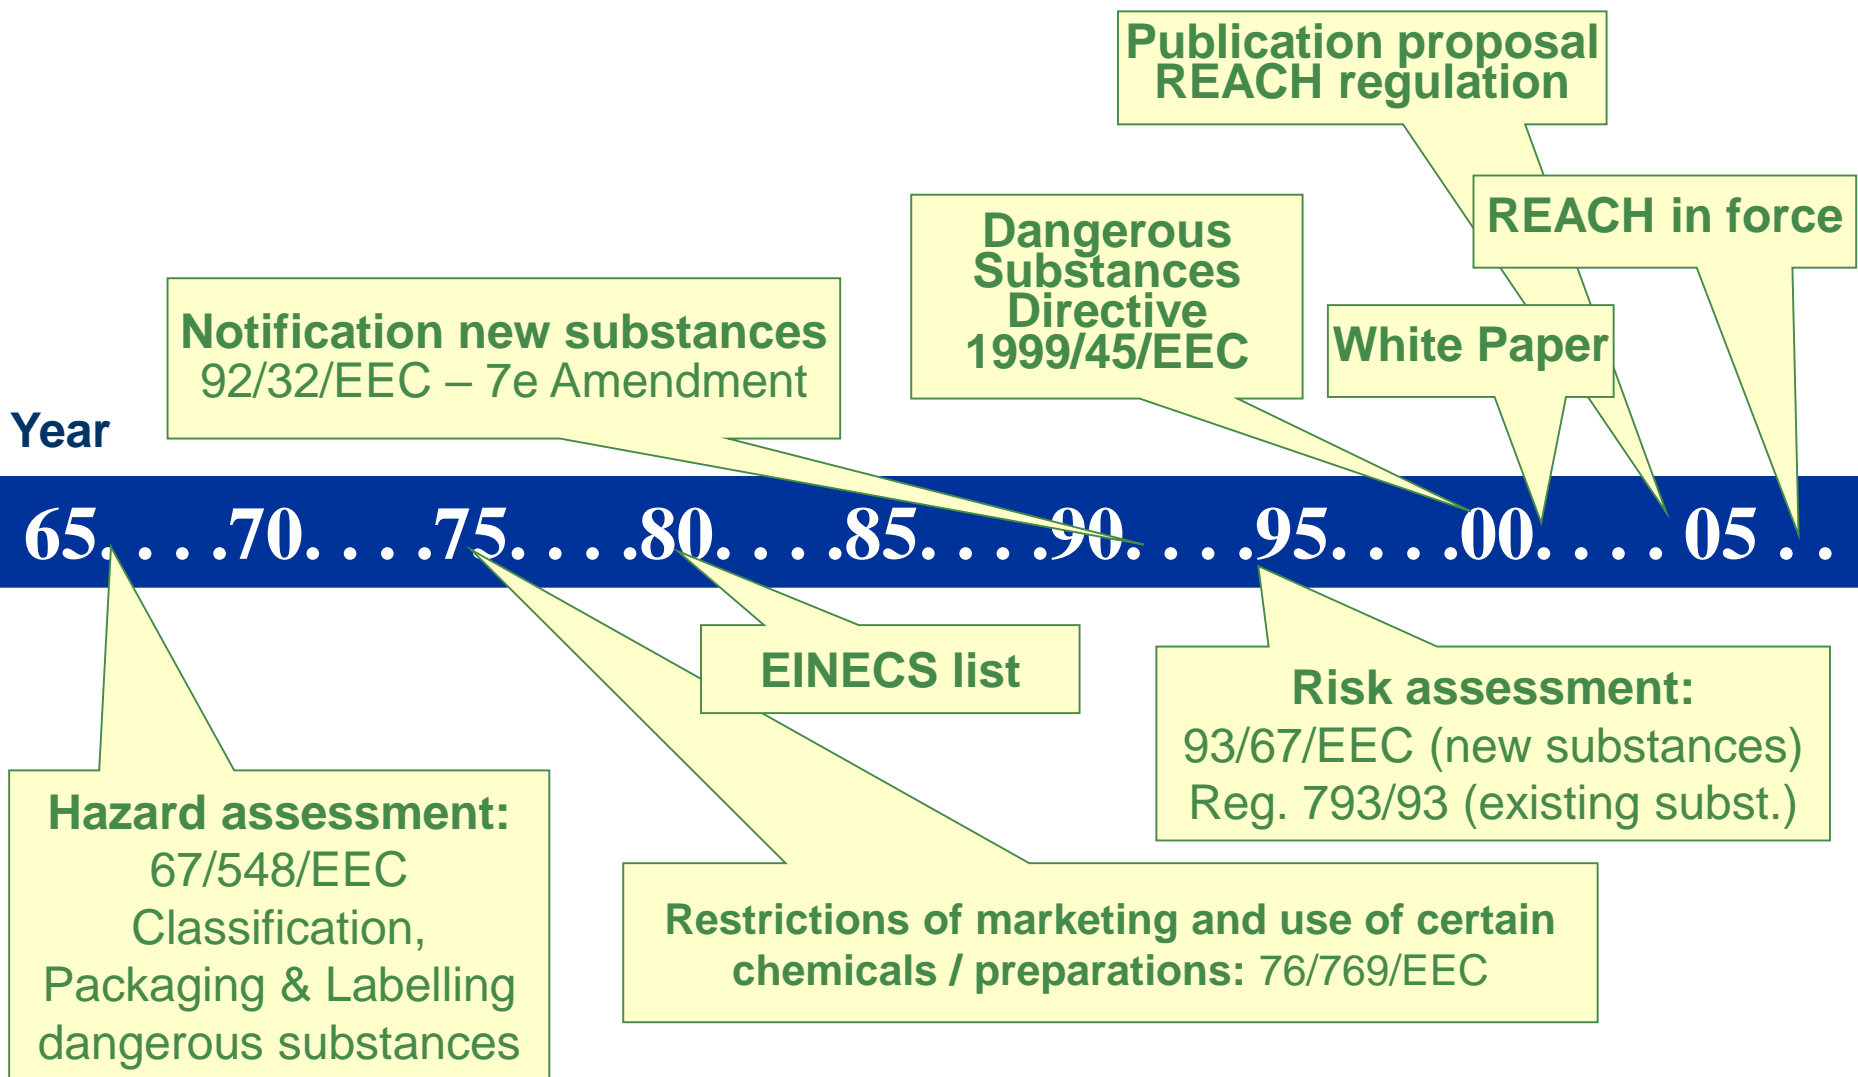 Publication proposal
REACH regulation
REACH in force
Dangerous
Substances
Directive
1999/45/EEC
White Paper
Notification new substances
92/32/EEC – 7e Amendment
Year
65. . . .70. . . .75. . . .80. . . .85. . . .90. . . .95. . . .00. . . . 05 . .
EINECS list
Risk assessment:
93/67/EEC (new substances)
Reg. 793/93 (existing subst.)
Hazard assessment:
67/548/EEC
Classification,
Packaging & Labelling
dangerous substances
Restrictions of marketing and use of certain
chemicals / preparations: 76/769/EEC